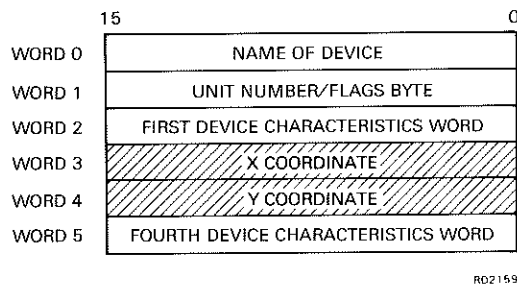 15 0
WORD 0 NAME OF DEVICE
WORD 1 UNIT NUMBER/FLAGS BYTE
WORD 2 FIRST DEVICE CHARACTERISTICS WORD
WORD 3 X COORDINATE
WORD 4 Y COORDINATE
WORD 5 FOURTH DEVICE CHARACTERISTICS WORD
RD2159